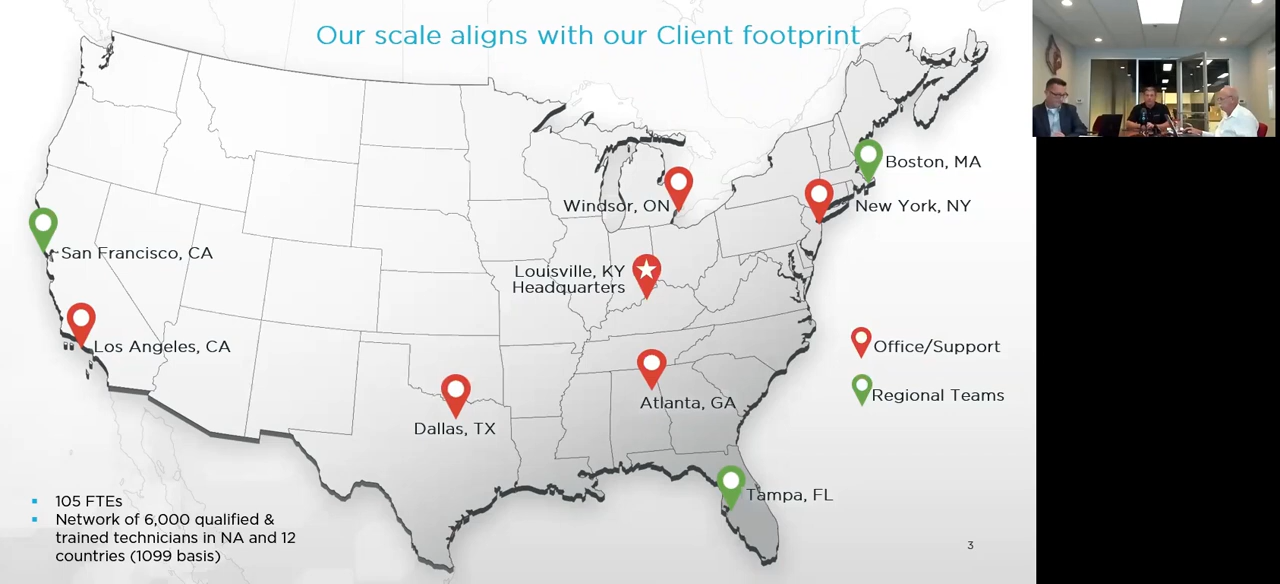 Our scale aligns with our Client footprint
Boston, MA
Windsor, ON
New York, NY
San Francisco, CA
Louisville, KY
Headquarters
Los Angeles, CA
Office/Support
Regional Teams
Atlanta, GA
Dallas, TX
Tampa, FL
105 FTEs
Network of 6,000 qualified &
trained technicians in NA and 12
countries (1099 basis)
3